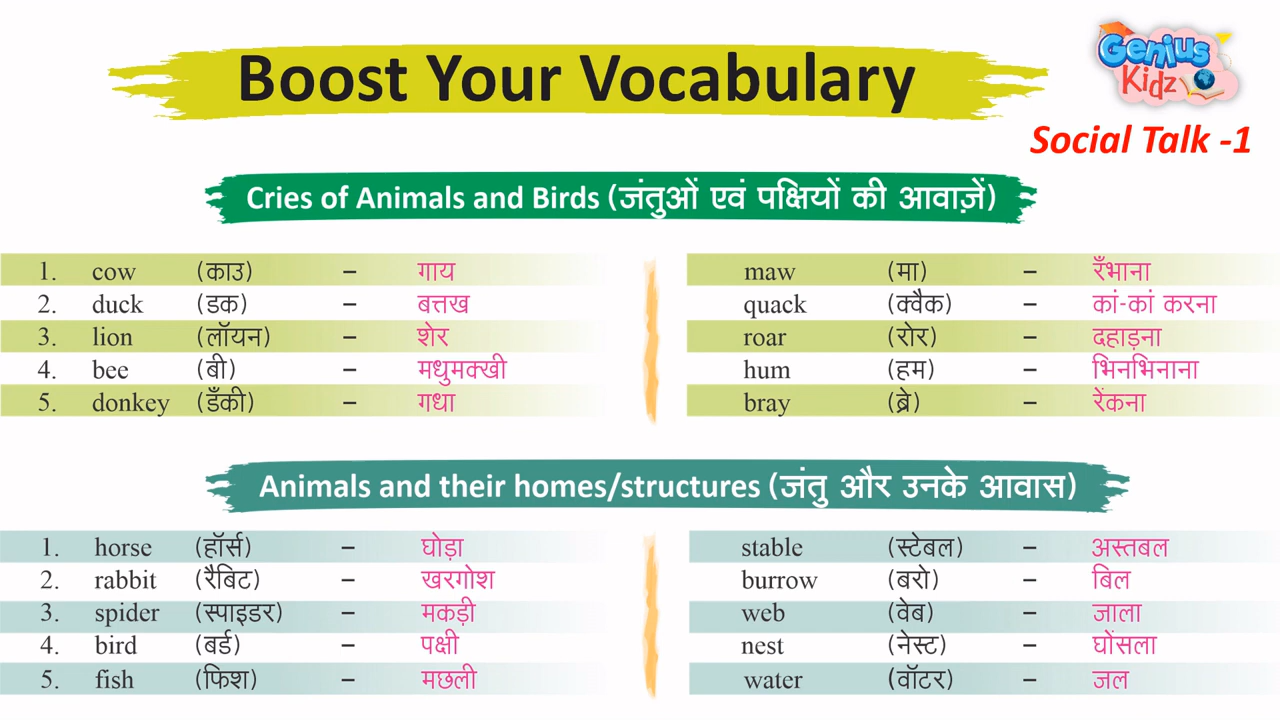 Boost Your Vocabulary
Genius
Kidz
Social Talk -1
Cries of Animals and Birds (जंतुओं एवं पक्षियों की आवाज़ें)
1. cow (काउ) – गाय maw (मा) – रँभाना
2. duck (डक) – बत्तख quack (क्वैक) – कां-कां करना
3. lion (लॉयन) – शेर roar (रोर) – दहाड़ना
4. bee (बी) – मधुमक्खी hum (हम) – भिनभिनाना
5. donkey (डँकी) – गधा bray (ब्रे) – रेंकना
Animals and their homes/structures (जंतु और उनके आवास)
1. horse (हॉर्स) – घोड़ा stable (स्टेबल) – अस्तबल
2. rabbit (रैबिट) – खरगोश burrow (बरो) – बिल
3. spider (स्पाइडर) – मकड़ी web (वेब) – जाला
4. bird (बर्ड) – पक्षी nest (नेस्ट) – घोंसला
5. fish (फिश) – मछली water (वॉटर) – जल